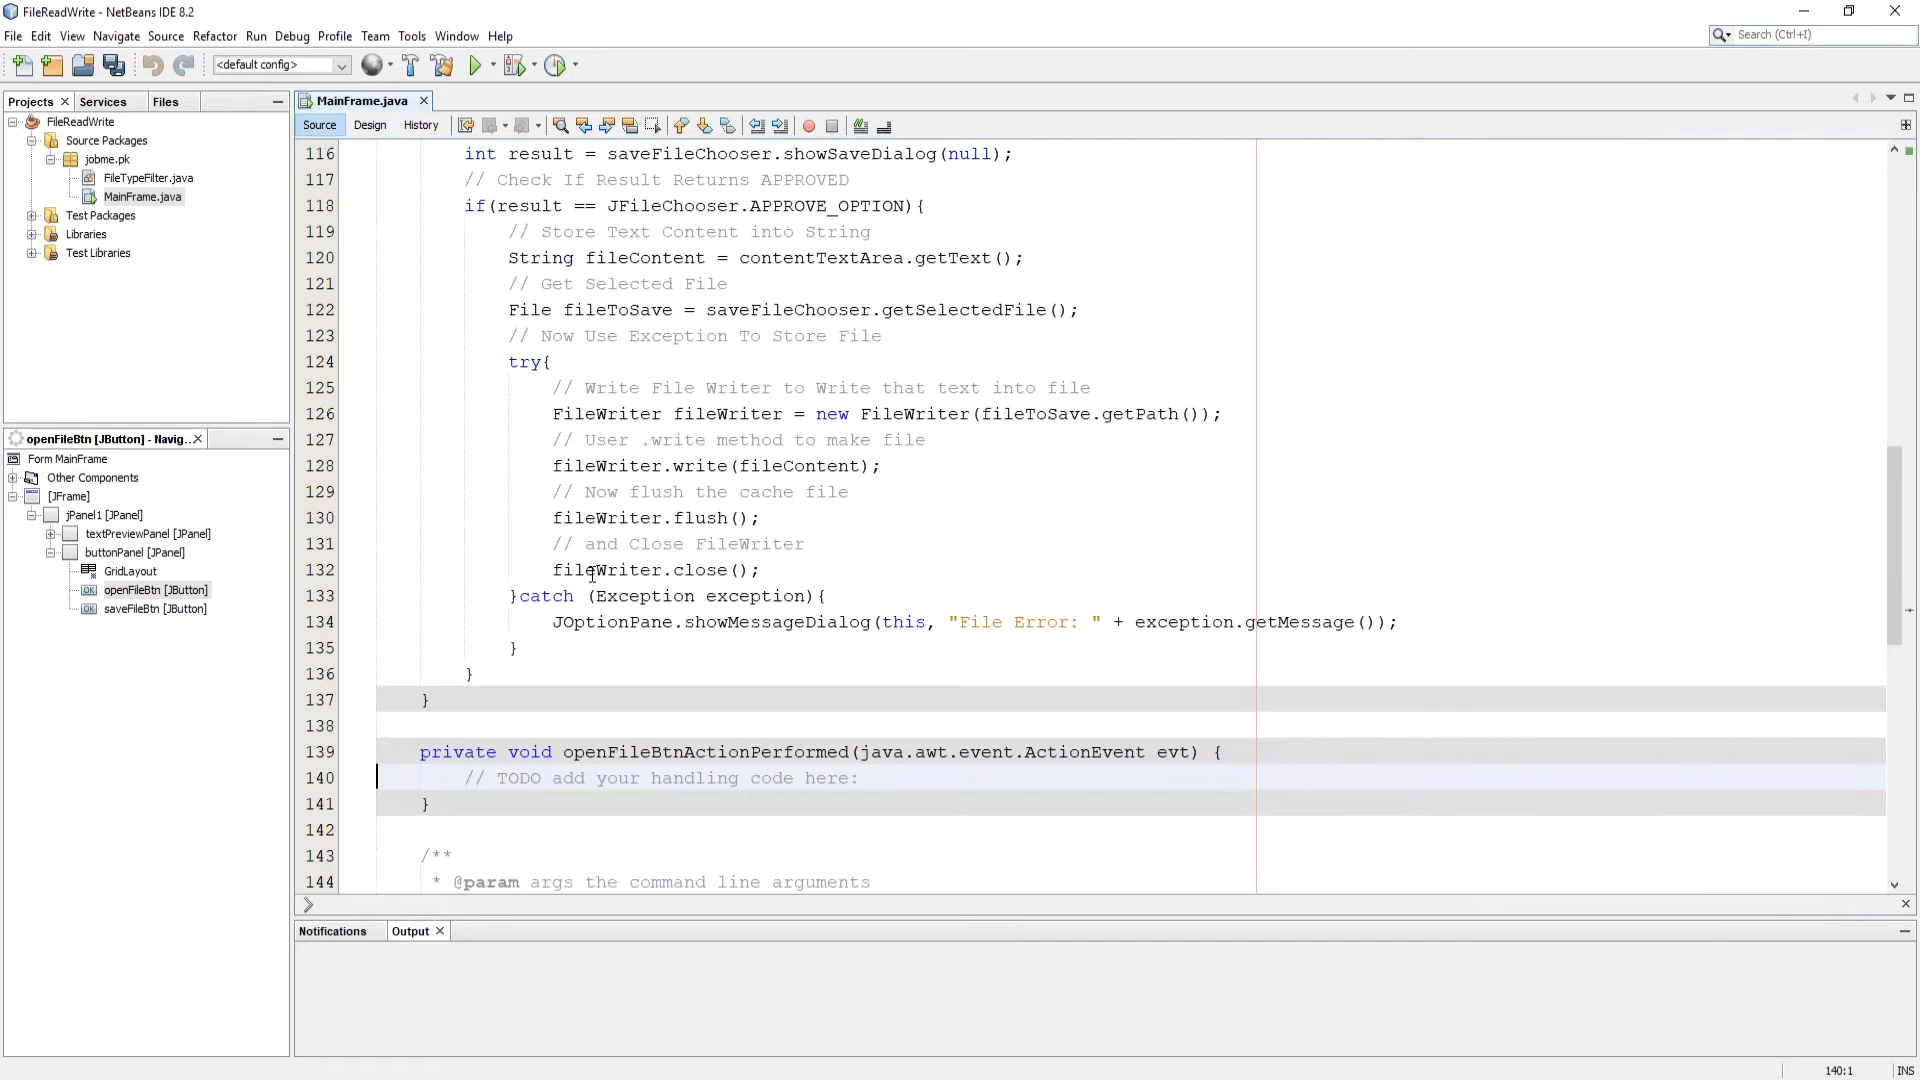 FileReadWrite - NetBeans IDE 8.2
File Edit View Navigate Source Refactor Run Debug Profile Team Tools Window Help
Search (Ctrl+I)
<default config>
Projects Services Files
FileReadWrite
Source Packages
jobme.pk
FileTypeFilter.java
MainFrame.java
Test Packages
Libraries
Test Libraries
openFileBtn [JButton] - Navig...
Form MainFrame
Other Components
[JFrame]
jPanel1 [JPanel]
textPreviewPanel [JPanel]
buttonPanel [JPanel]
GridLayout
OK openFileBtn [JButton]
OK saveFileBtn [JButton]
MainFrame.java
Source Design History
116 int result = saveFileChooser.showSaveDialog(null);
117 // Check If Result Returns APPROVED
118 if(result == JFileChooser.APPROVE_OPTION){
119 // Store Text Content into String
120 String fileContent = contentTextArea.getText();
121 // Get Selected File
122 File fileToSave = saveFileChooser.getSelectedFile();
123 // Now Use Exception To Store File
124 try{
125 // Write File Writer to Write that text into file
126 FileWriter fileWriter = new FileWriter(fileToSave.getPath());
127 // User .write method to make file
128 fileWriter.write(fileContent);
129 // Now flush the cache file
130 fileWriter.flush();
131 // and Close FileWriter
132 fileWriter.close();
133 }catch (Exception exception){
134 JOptionPane.showMessageDialog(this, "File Error: " + exception.getMessage());
135 }
136 }
137 }
138
139 private void openFileBtnActionPerformed(java.awt.event.ActionEvent evt) {
140 // TODO add your handling code here:
141 }
142
143 /**
144 * @param args the command line arguments
Notifications Output
140:1 INS